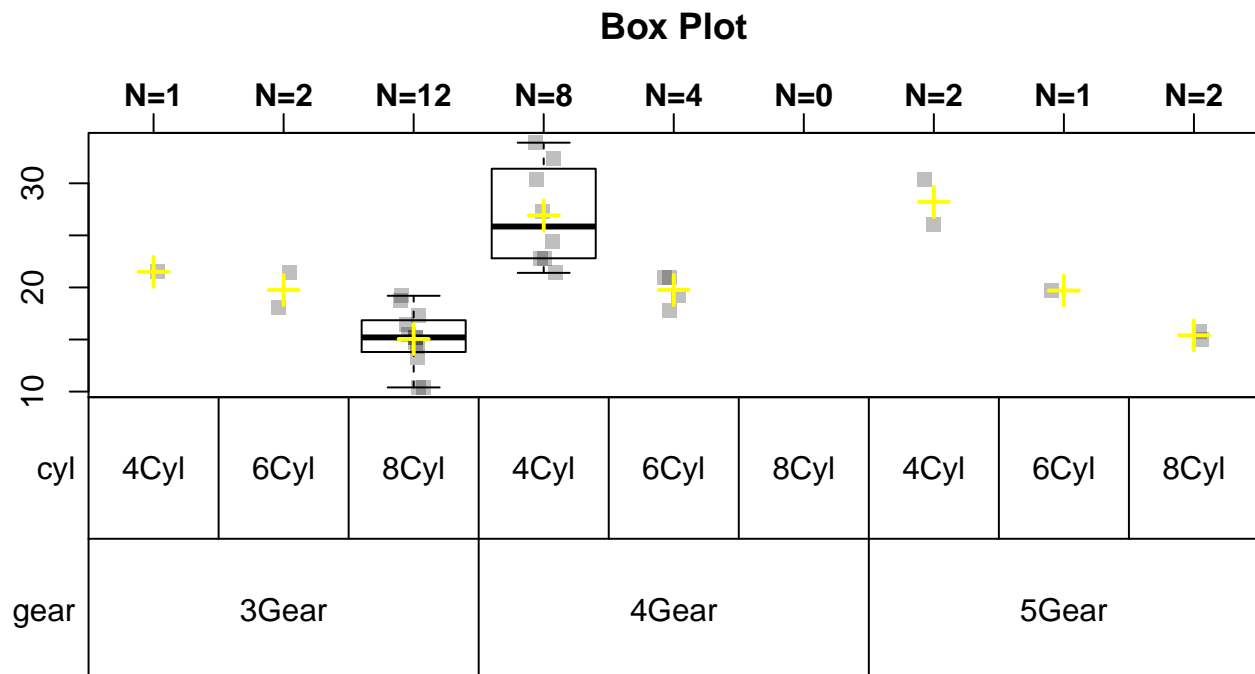 Box Plot
N=1 N=2 N=12 N=8 N=4 N=0 N=2 N=1 N=2
30
20
10
cyl 4Cyl 6Cyl 8Cyl 4Cyl 6Cyl 8Cyl 4Cyl 6Cyl 8Cyl
gear 3Gear 4Gear 5Gear